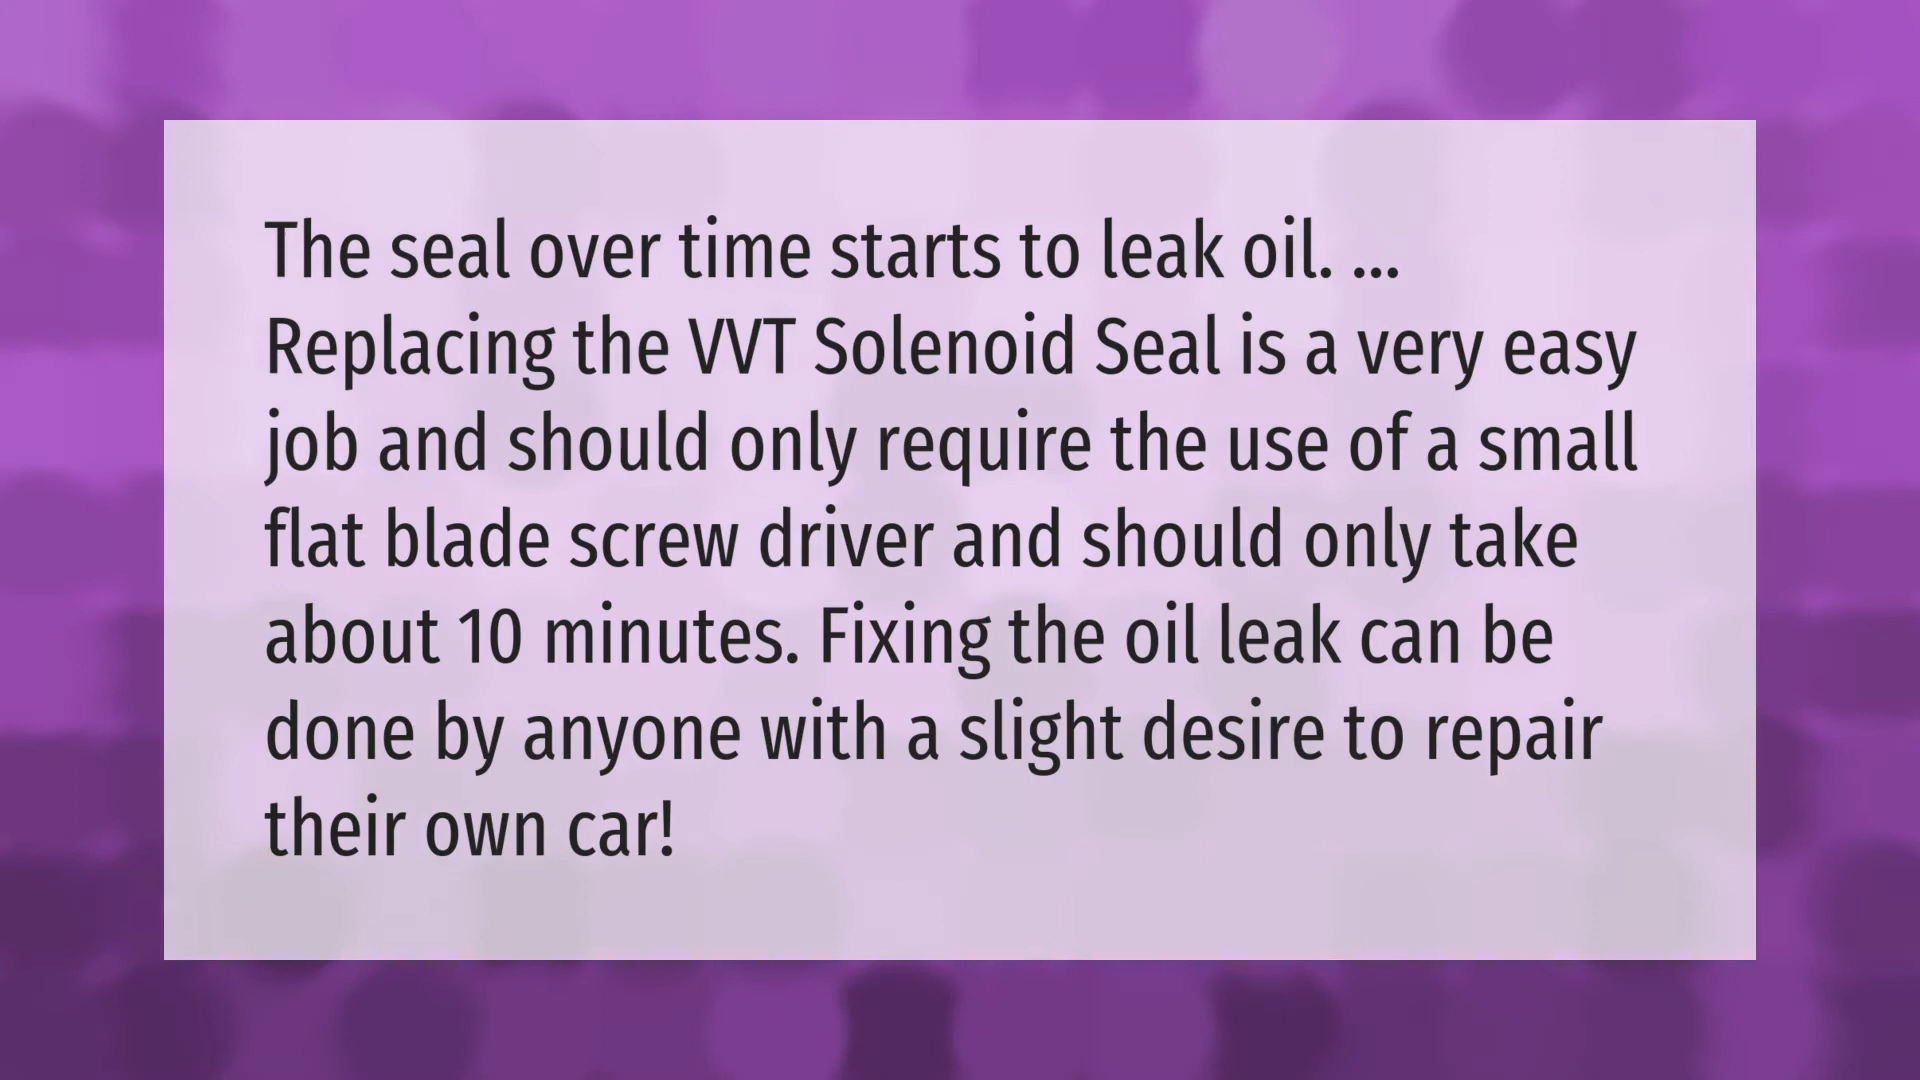 The seal over time starts to leak oil. ...
Replacing the VVT Solenoid Seal is a very easy
job and should only require the use of a small
flat blade screw driver and should only take
about 10 minutes. Fixing the oil leak can be
done by anyone with a slight desire to repair
their own car!